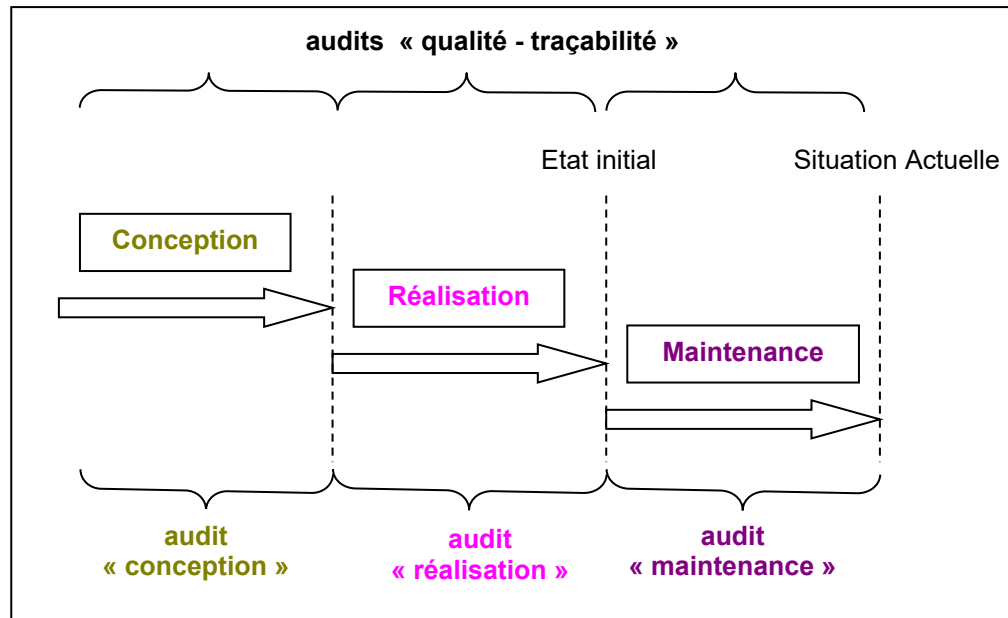 audits « qualité - traçabilité »
Etat initial
Situation Actuelle
Conception
Réalisation
Maintenance
audit
« conception »
audit
« réalisation »
audit
« maintenance »